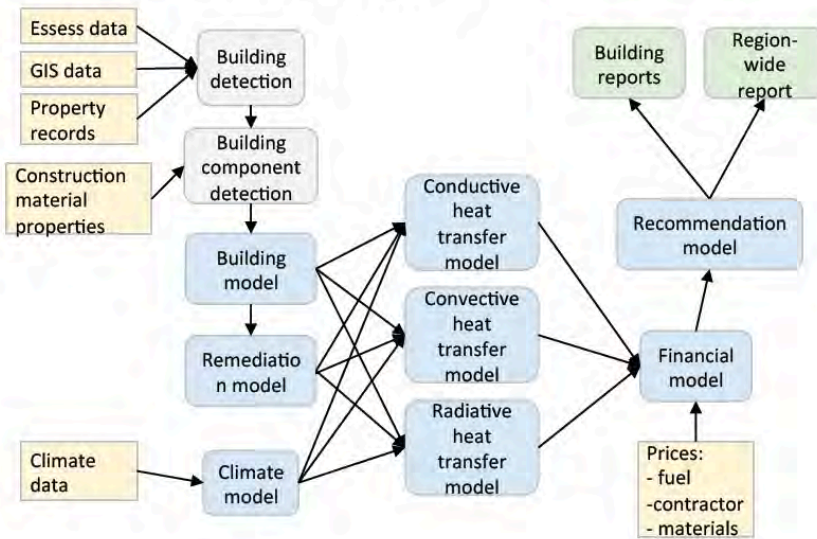 Essess data
GIS data
Property
records
Construction
material
properties
Building
detection
Building
component
detection
Building
model
Remediatio
n model
Climate
data
Climate model
Conductive
heat
transfer
model
Convective
heat
transfer model
Radiative
heat
transfer
model
Building
reports
Region-
wide
report
Recommendation
model
Financial
model
Prices:
- fuel
-contractor
- materials